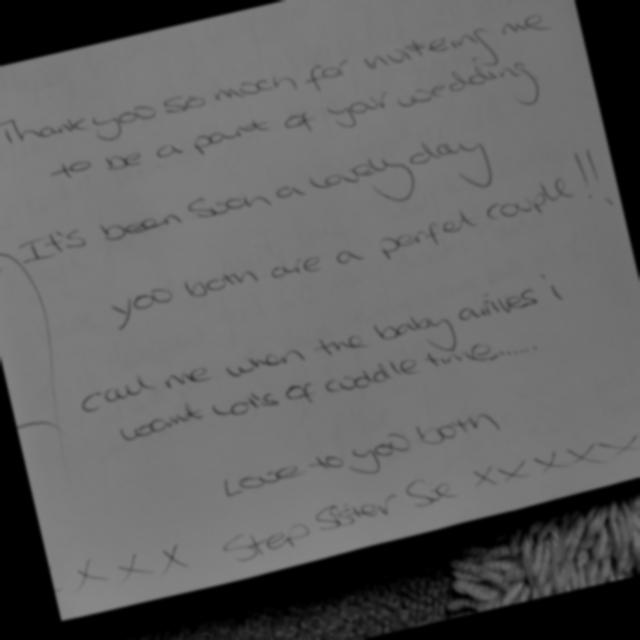 Thank you so much for inviteing me
to be a part of your wedding
It's been Such a lovely day
you both are a perfect couple!!
call me when the baby arives i
want lots of cuddle time......
Love to you both
Step Sister Se xxxxx
xxx